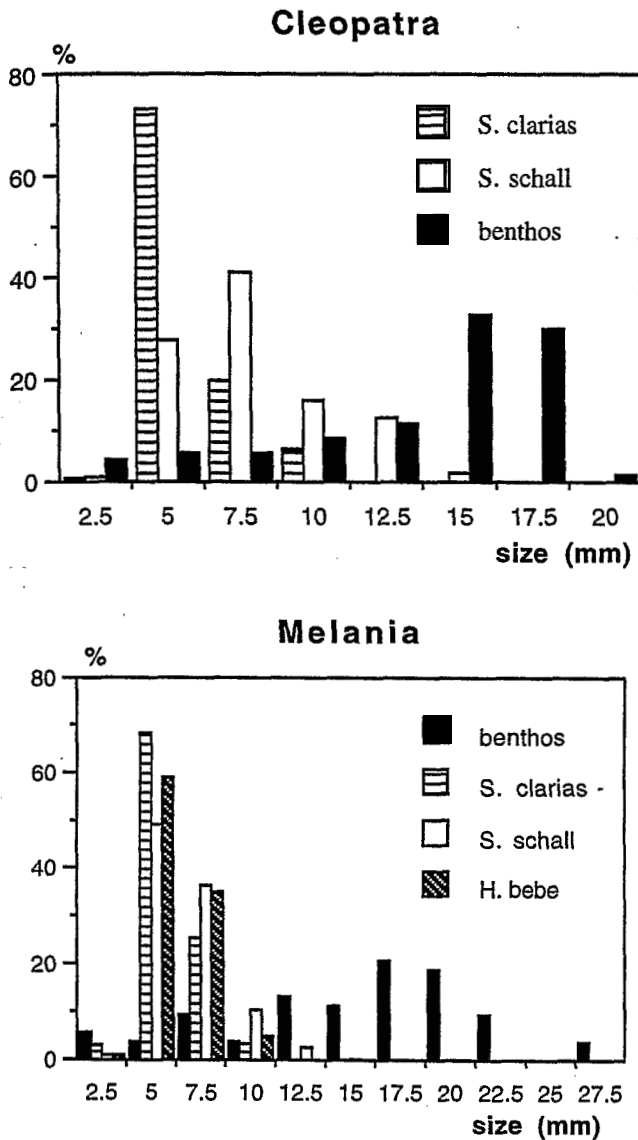 Cleopatra
%
80
60
40
20
0
S. clarias
S. schall
benthos
2.5 5 7.5 10 12.5 15 17.5 20
size (mm)
Melania
%
80
60
40
20
0
benthos
S. clarias
S. schall
H. bebe
2.5 5 7.5 10 12.5 15 17.5 20 22.5 25 27.5
size (mm)